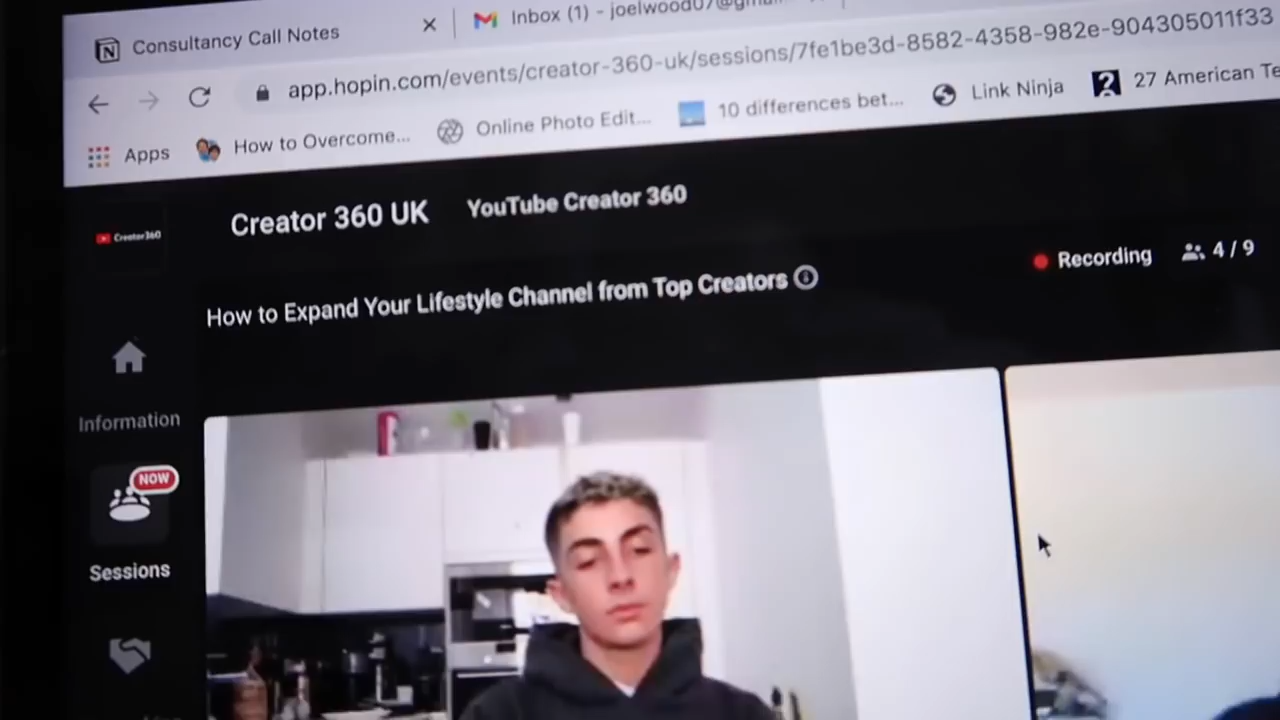 Consultancy Call Notes
Inbox (1) - joelwood07@gmai
app.hopin.com/events/creator-360-uk/sessions/7fe1be3d-8582-4358-982e-904305011f33
Apps
How to Overcome...
Online Photo Edit...
10 differences bet...
Link Ninja
27 American Te
Creator360
Creator 360 UK
YouTube Creator 360
Recording
4 / 9
How to Expand Your Lifestyle Channel from Top Creators
Information
NOW
Sessions